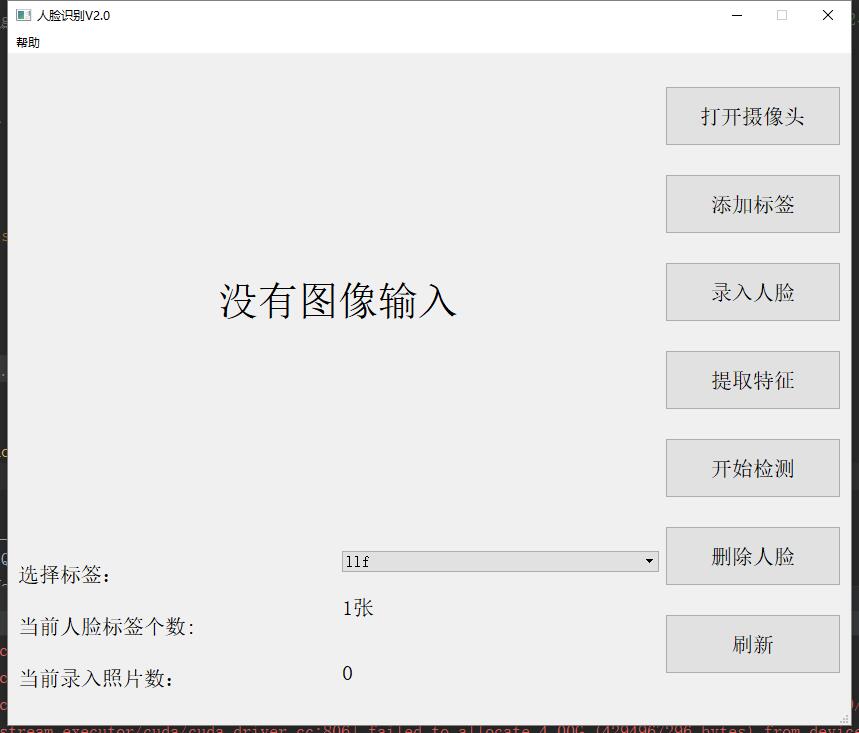 人脸识别V2.0
帮助
打开摄像头
添加标签
录入人脸
没有图像输入
提取特征
开始检测
删除人脸
选择标签:
llf
当前人脸标签个数:
1张
刷新
当前录入照片数:
0
stream_executor/cuda/cuda_driver.cc:806] failed to allocate 4.00G (4294967296 bytes) from device